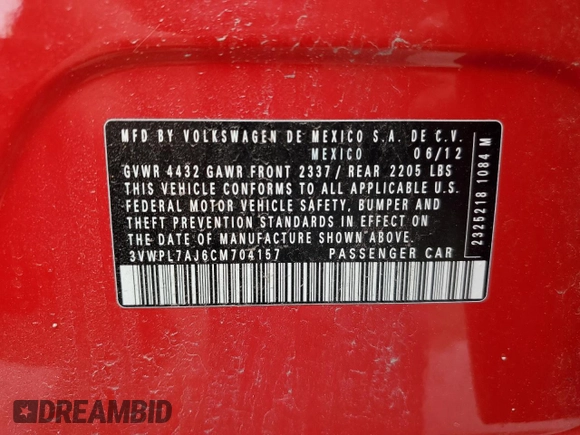 MFD BY VOLKSWAGEN DE MEXICO S.A. DE C.V.
MEXICO 06/12
GVWR 4432 GAWR FRONT 2337/ REAR 2205 LBS
THIS VEHICLE CONFORMS TO ALL APPLICABLE U.S.
FEDERAL MOTOR VEHICLE SAFETY, BUMPER AND
THEFT PREVENTION STANDARDS IN EFFECT ON
THE DATE OF MANUFACTURE SHOWN ABOVE.
3VWPL7AJ6CM704157 PASSENGER CAR
2325218 1084 M
DREAMBID